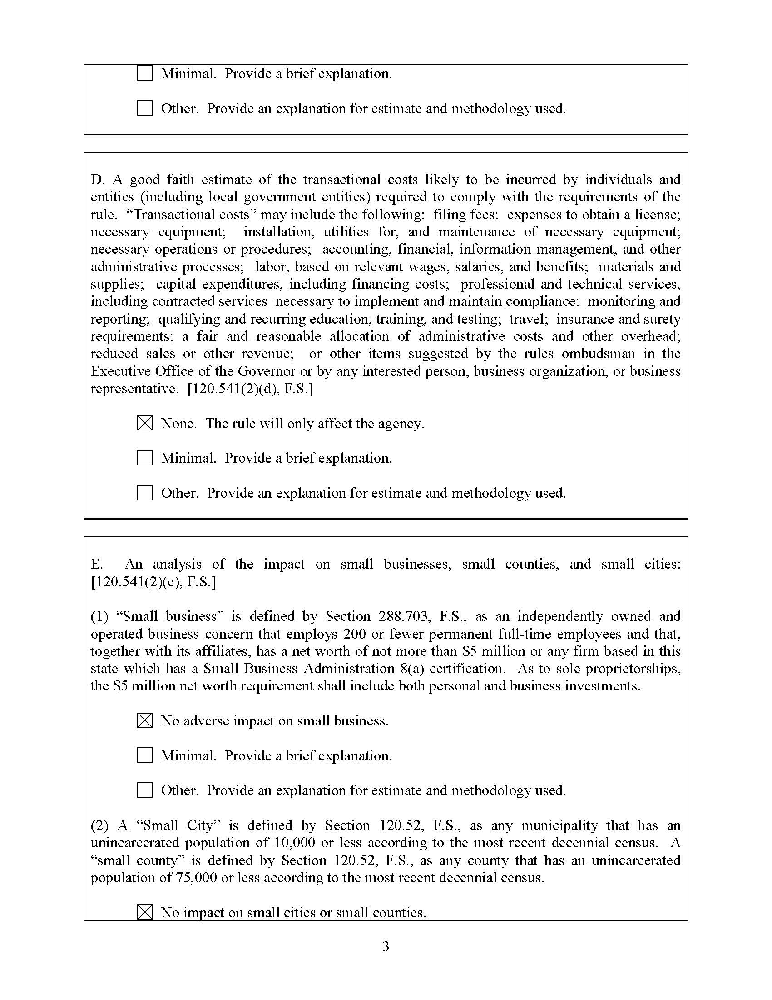 ☐ Minimal.  Provide a brief explanation.
☐ Other.  Provide an explanation for estimate and methodology used.
D. A good faith estimate of the transactional costs likely to be incurred by individuals and
entities (including local government entities) required to comply with the requirements of the
rule.  “Transactional costs” may include the following:  filing fees;  expenses to obtain a license;
necessary equipment;  installation, utilities for, and maintenance of necessary equipment;
necessary operations or procedures;  accounting, financial, information management, and other
administrative processes;  labor, based on relevant wages, salaries, and benefits;  materials and
supplies;  capital expenditures, including financing costs;  professional and technical services,
including contracted services  necessary to implement and maintain compliance;  monitoring and
reporting;  qualifying and recurring education, training, and testing;  travel;  insurance and surety
requirements; a fair and reasonable allocation of administrative costs and other overhead;
reduced sales or other revenue;  or other items suggested by the rules ombudsman in the
Executive Office of the Governor or by any interested person, business organization, or business
representative.  [120.541(2)(d), F.S.]
☒ None.  The rule will only affect the agency.
☐ Minimal.  Provide a brief explanation.
☐ Other.  Provide an explanation for estimate and methodology used.
E.  An analysis of the impact on small businesses, small counties, and small cities:
[120.541(2)(e), F.S.]
(1) “Small business” is defined by Section 288.703, F.S., as an independently owned and
operated business concern that employs 200 or fewer permanent full-time employees and that,
together with its affiliates, has a net worth of not more than $5 million or any firm based in this
state which has a Small Business Administration 8(a) certification.  As to sole proprietorships,
the $5 million net worth requirement shall include both personal and business investments.
☒ No adverse impact on small business.
☐ Minimal.  Provide a brief explanation.
☐ Other.  Provide an explanation for estimate and methodology used.
(2) A “Small City” is defined by Section 120.52, F.S., as any municipality that has an
unincarcerated population of 10,000 or less according to the most recent decennial census.  A
“small county” is defined by Section 120.52, F.S., as any county that has an unincarcerated
population of 75,000 or less according to the most recent decennial census.
☒ No impact on small cities or small counties.
3